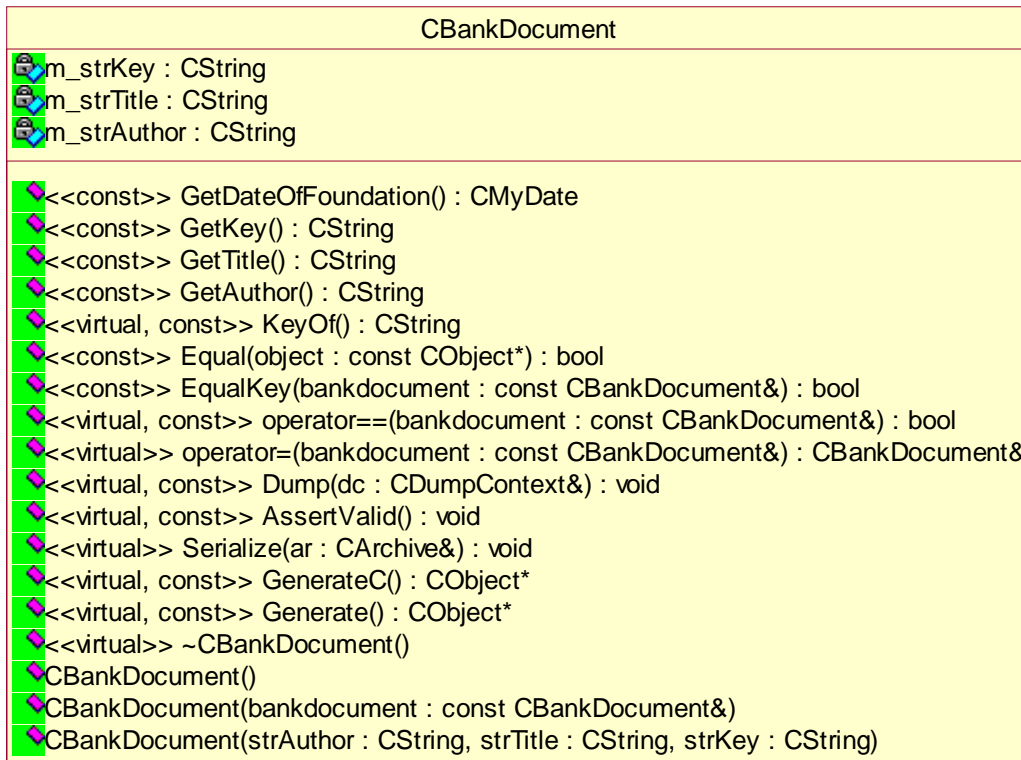 CBankDocument
m_strKey : CString
m_strTitle : CString
m_strAuthor : CString
<<const>> GetDateOfFoundation() : CMyDate
<<const>> GetKey() : CString
<<const>> GetTitle() : CString
<<const>> GetAuthor() : CString
<<virtual, const>> KeyOf() : CString
<<const>> Equal(object : const CObject*) : bool
<<const>> EqualKey(bankdocument : const CBankDocument&) : bool
<<virtual, const>> operator==(bankdocument : const CBankDocument&) : bool
<<virtual>> operator=(bankdocument : const CBankDocument&) : CBankDocument&
<<virtual, const>> Dump(dc : CDumpContext&) : void
<<virtual, const>> AssertValid() : void
<<virtual>> Serialize(ar : CArchive&) : void
<<virtual, const>> GenerateC() : CObject*
<<virtual, const>> Generate() : CObject*
<<virtual>> ~CBankDocument()
CBankDocument()
CBankDocument(bankdocument : const CBankDocument&)
CBankDocument(strAuthor : CString, strTitle : CString, strKey : CString)